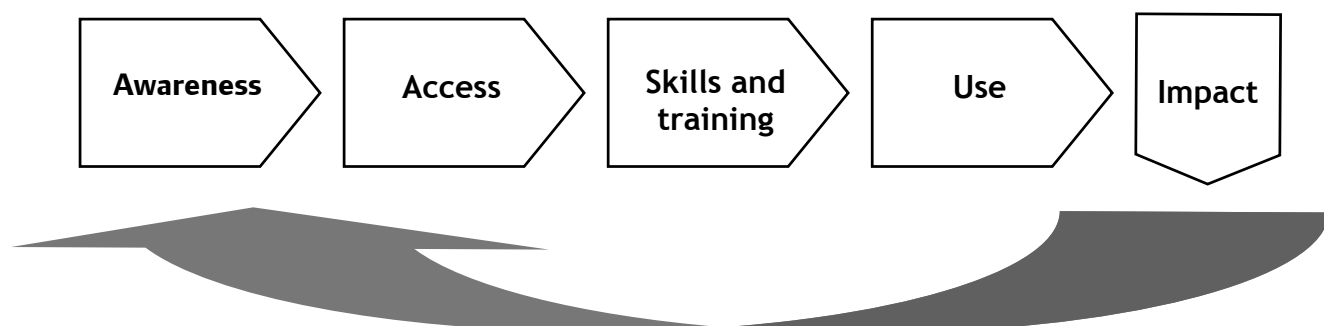 Awareness
Access
Skills and
training
Use
Impact